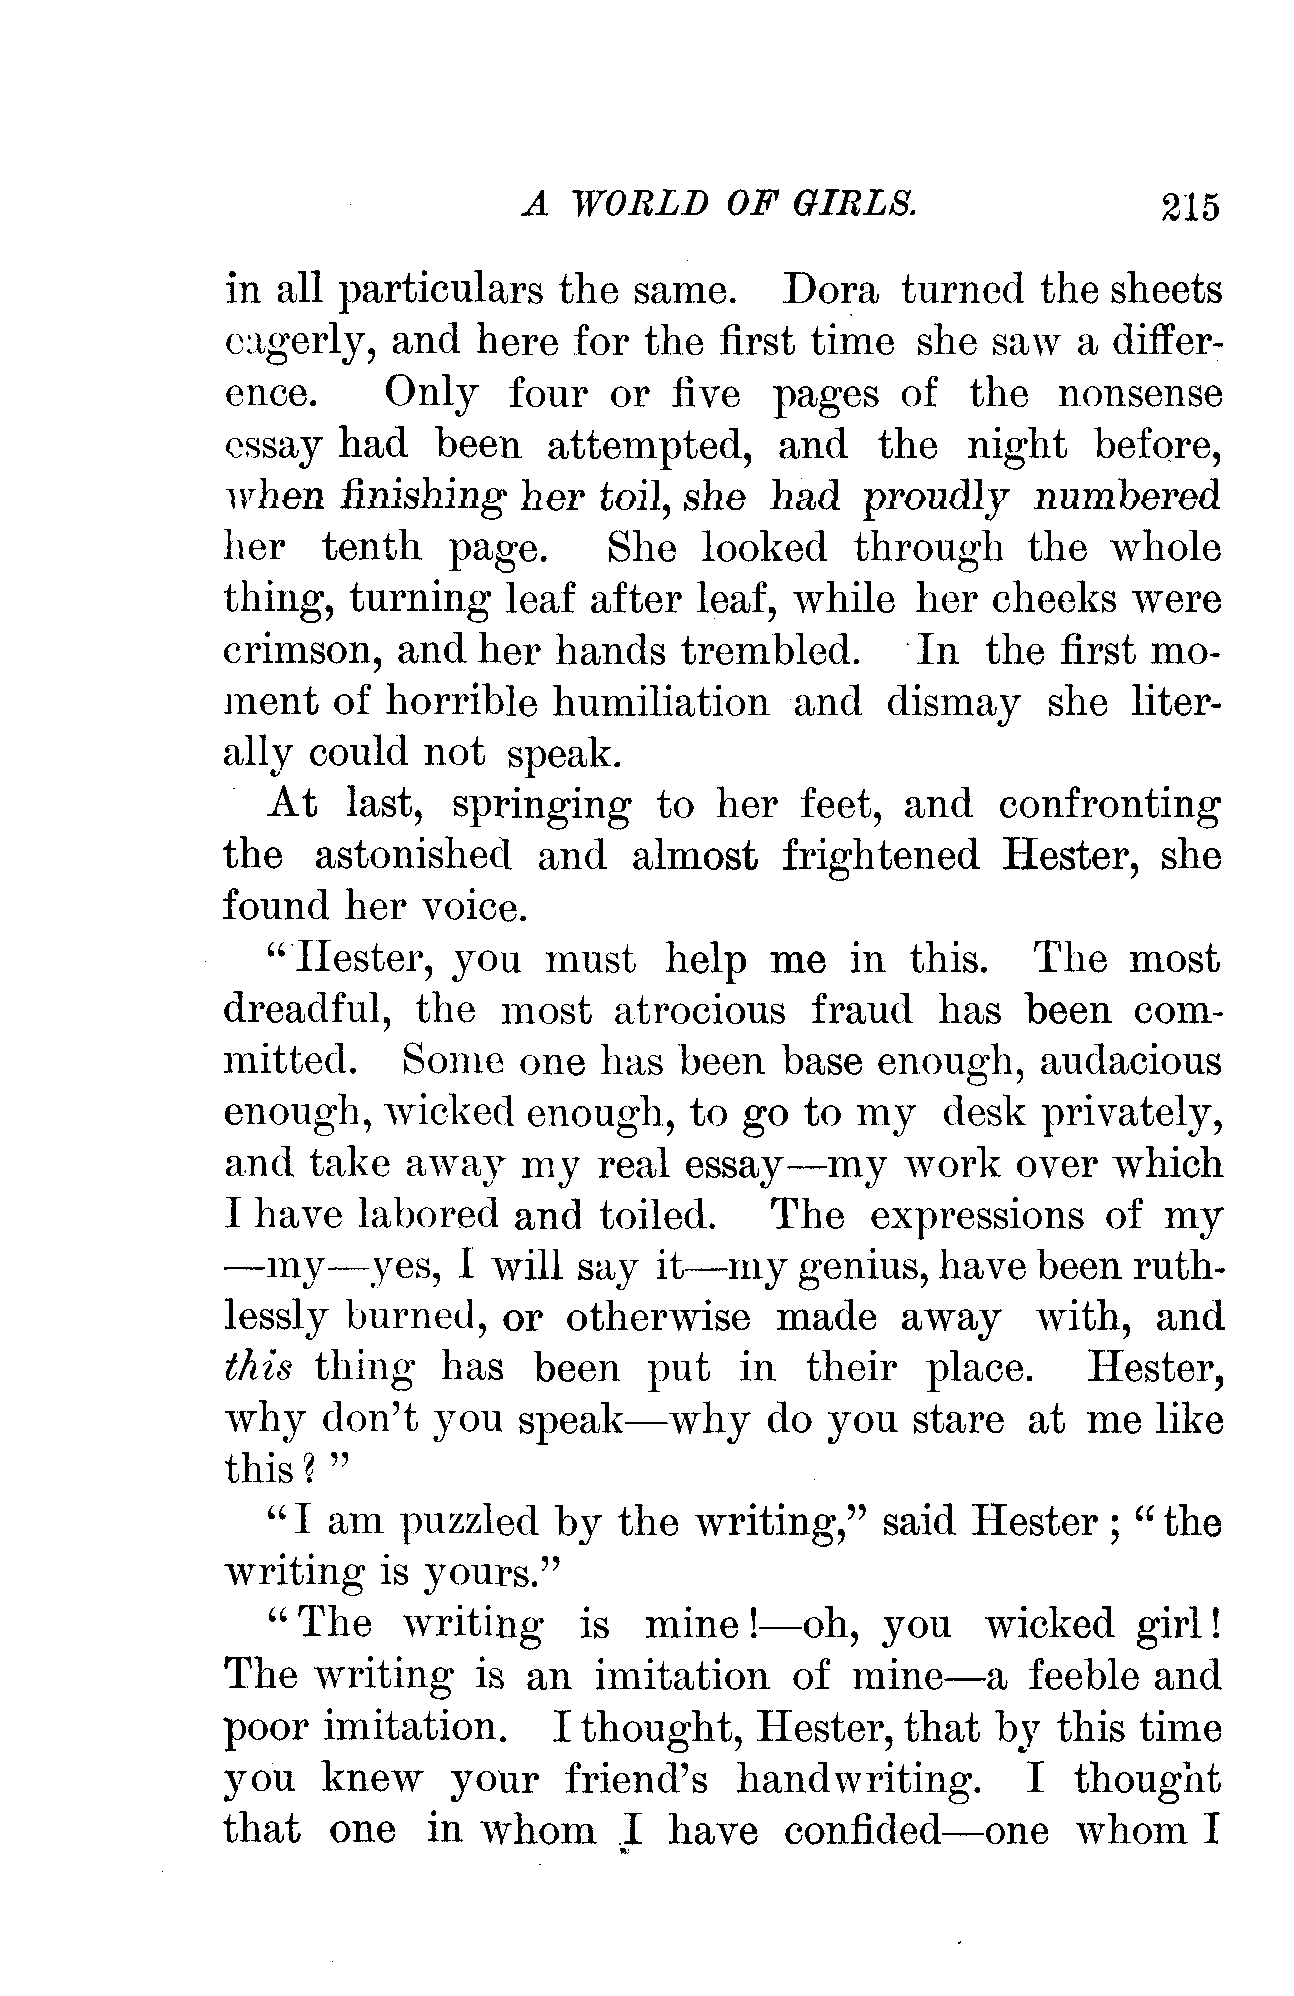 A WORLD OF GIRLS. 215
in all particulars the same. Dora turned the sheets
eagerly, and here for the first time she saw a differ-
ence. Only four or five pages of the nonsense
essay had been attempted, and the night before,
when finishing her toil, she had proudly numbered
her tenth page. She looked through the whole
thing, turning leaf after leaf, while her cheeks were
crimson, and her hands trembled. In the first mo-
ment of horrible humiliation and dismay she liter-
ally could not speak.
At last, springing to her feet, and confronting
the astonished and almost frightened Hester, she
found her voice.
"Hester, you must help me in this. The most
dreadful, the most atrocious fraud has been com-
mitted. Some one has been base enough, audacious
enough, wicked enough, to go to my desk privately,
and take away my real essay—my work over which
I have labored and toiled. The expressions of my
—my—yes, I will say it—my genius, have been ruth-
lessly burned, or otherwise made away with, and
this thing has been put in their place. Hester,
why don't you speak—why do you stare at me like
this?"
"I am puzzled by the writing," said Hester; "the
writing is yours."
"The writing is mine!—oh, you wicked girl!
The writing is an imitation of mine—a feeble and
poor imitation. I thought, Hester, that by this time
you knew your friend's handwriting. I thought
that one in whom I have confided—one whom I